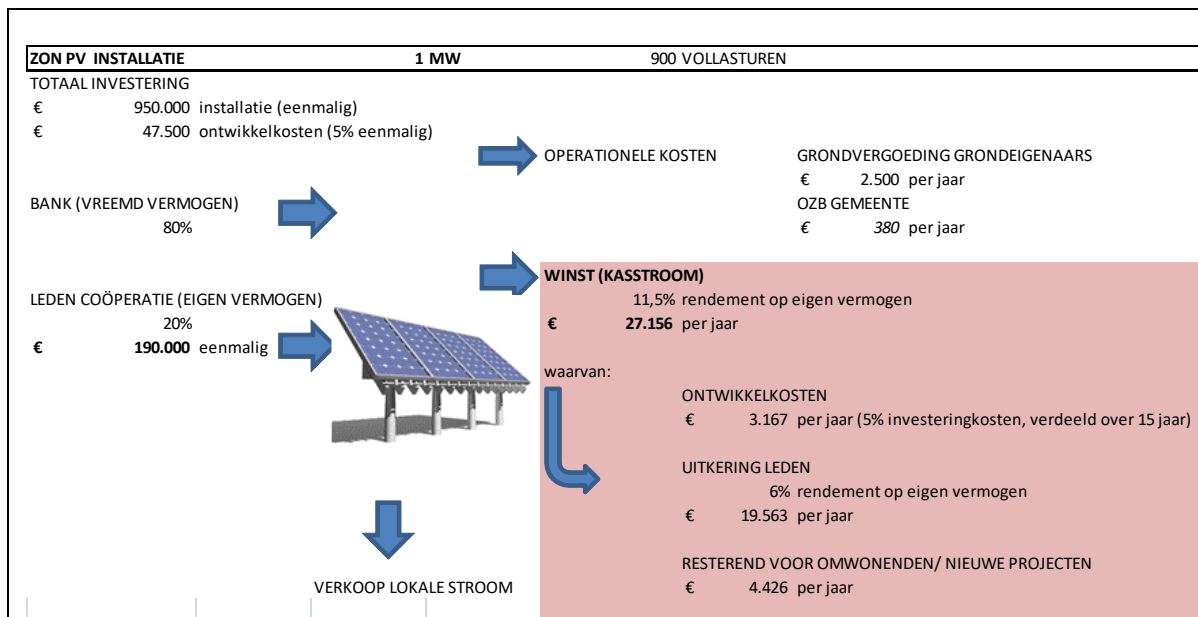 ZON PV INSTALLATIE 1 MW 900 VOLLASTUREN
TOTAAL INVESTERING
€ 950.000 installatie (eenmalig)
€ 47.500 ontwikkelkosten (5% eenmalig)
OPERATIONELE KOSTEN GRONDVERGOEDING GRONDEIGENAARS
€ 2.500 per jaar
BANK (VREEMD VERMOGEN) OZB GEMEENTE
80% € 380 per jaar
WINST (KASSTROOM)
LEDEN COÖPERATIE (EIGEN VERMOGEN) 11,5% rendement op eigen vermogen
20% € 27.156 per jaar
€ 190.000 eenmalig
waarvan:
ONTWIKKELKOSTEN
€ 3.167 per jaar (5% investeringkosten, verdeeld over 15 jaar)
UITKERING LEDEN
6% rendement op eigen vermogen
€ 19.563 per jaar
RESTEREND VOOR OMWONENDEN/ NIEUWE PROJECTEN
VERKOOP LOKALE STROOM € 4.426 per jaar